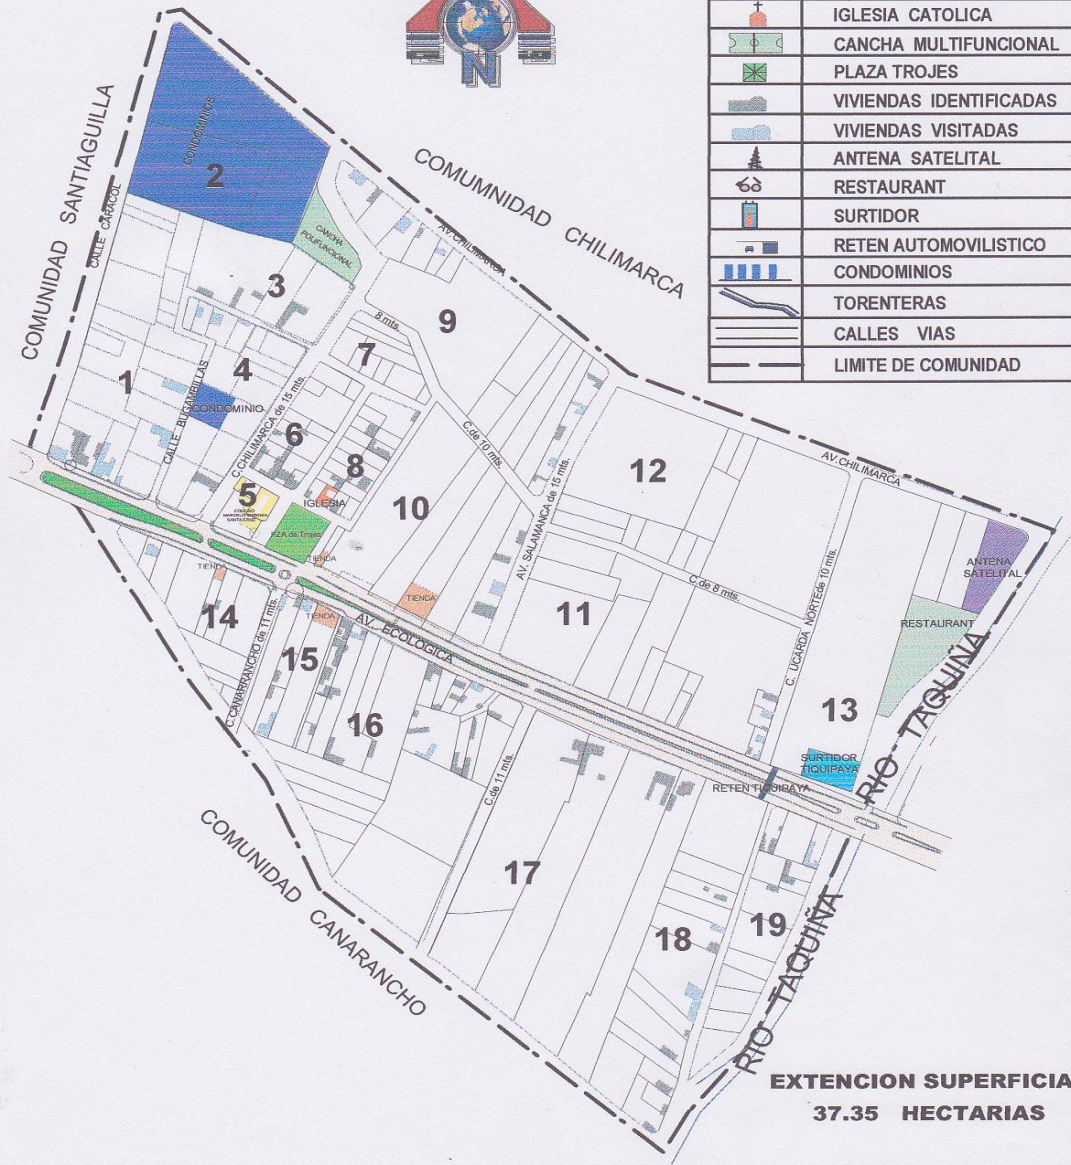 N
IGLESIA CATOLICA
CANCHA MULTIFUNCIONAL
PLAZA TROJES
VIVIENDAS IDENTIFICADAS
VIVIENDAS VISITADAS
ANTENA SATELITAL
RESTAURANT
SURTIDOR
RETEN AUTOMOVILISTICO
CONDOMINIOS
TORENTERAS
CALLES VIAS
LIMITE DE COMUNIDAD
COMUNIDAD SANTIAGUILLA
CALLE CARACOL
CONDOMINIOS
2
CANCHA
POLIFUNCIONAL
COMUMNIDAD CHILIMARCA
AV.CHILIMARCA
3
9
8 mts.
7
1
4
CALLE BUGAMBILLAS
CONDOMINIO
C.CHILIMARCA de 15 mts.
6
8
C.de 10 mts.
12
AV.CHILIMARCA
5
IGLESIA
10
PZA de Trojes
AV. SALAMANCA de 15 mts.
TIENDA
TIENDA
C.de 8 mts.
C. UCARDA NORTE de 10 mts.
ANTENA
SATELITAL
RESTAURANT
14
TIENDA
TIENDA
11
AV. ECOLOGICA
C.CANARRANCHO de 11 mts.
15
16
13
RIO TAQUIÑA
SURTIDOR
TIQUIPAYA
RETEN TIQUIPAYA
C.de 11 mts.
COMUNIDAD CANARANCHO
17
18
19
RIO TAQUIÑA
EXTENCION SUPERFICIA
37.35 HECTARIAS